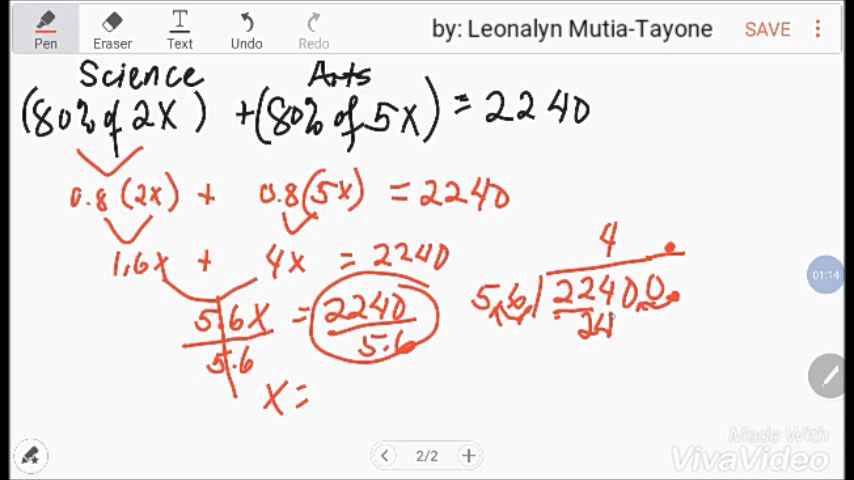 Pen Eraser Text Undo Redo by: Leonalyn Mutia-Tayone SAVE
Science Arts
(80% of 2x) + (80% of 5x) = 2240
0.8 (2x) + 0.8 (5x) = 2240
1.6x + 4x = 2240
5.6x = 2240
5.6 5.6
x =
4 .
5.6 22400.
24
01:14
2/2
Made With
VivaVideo